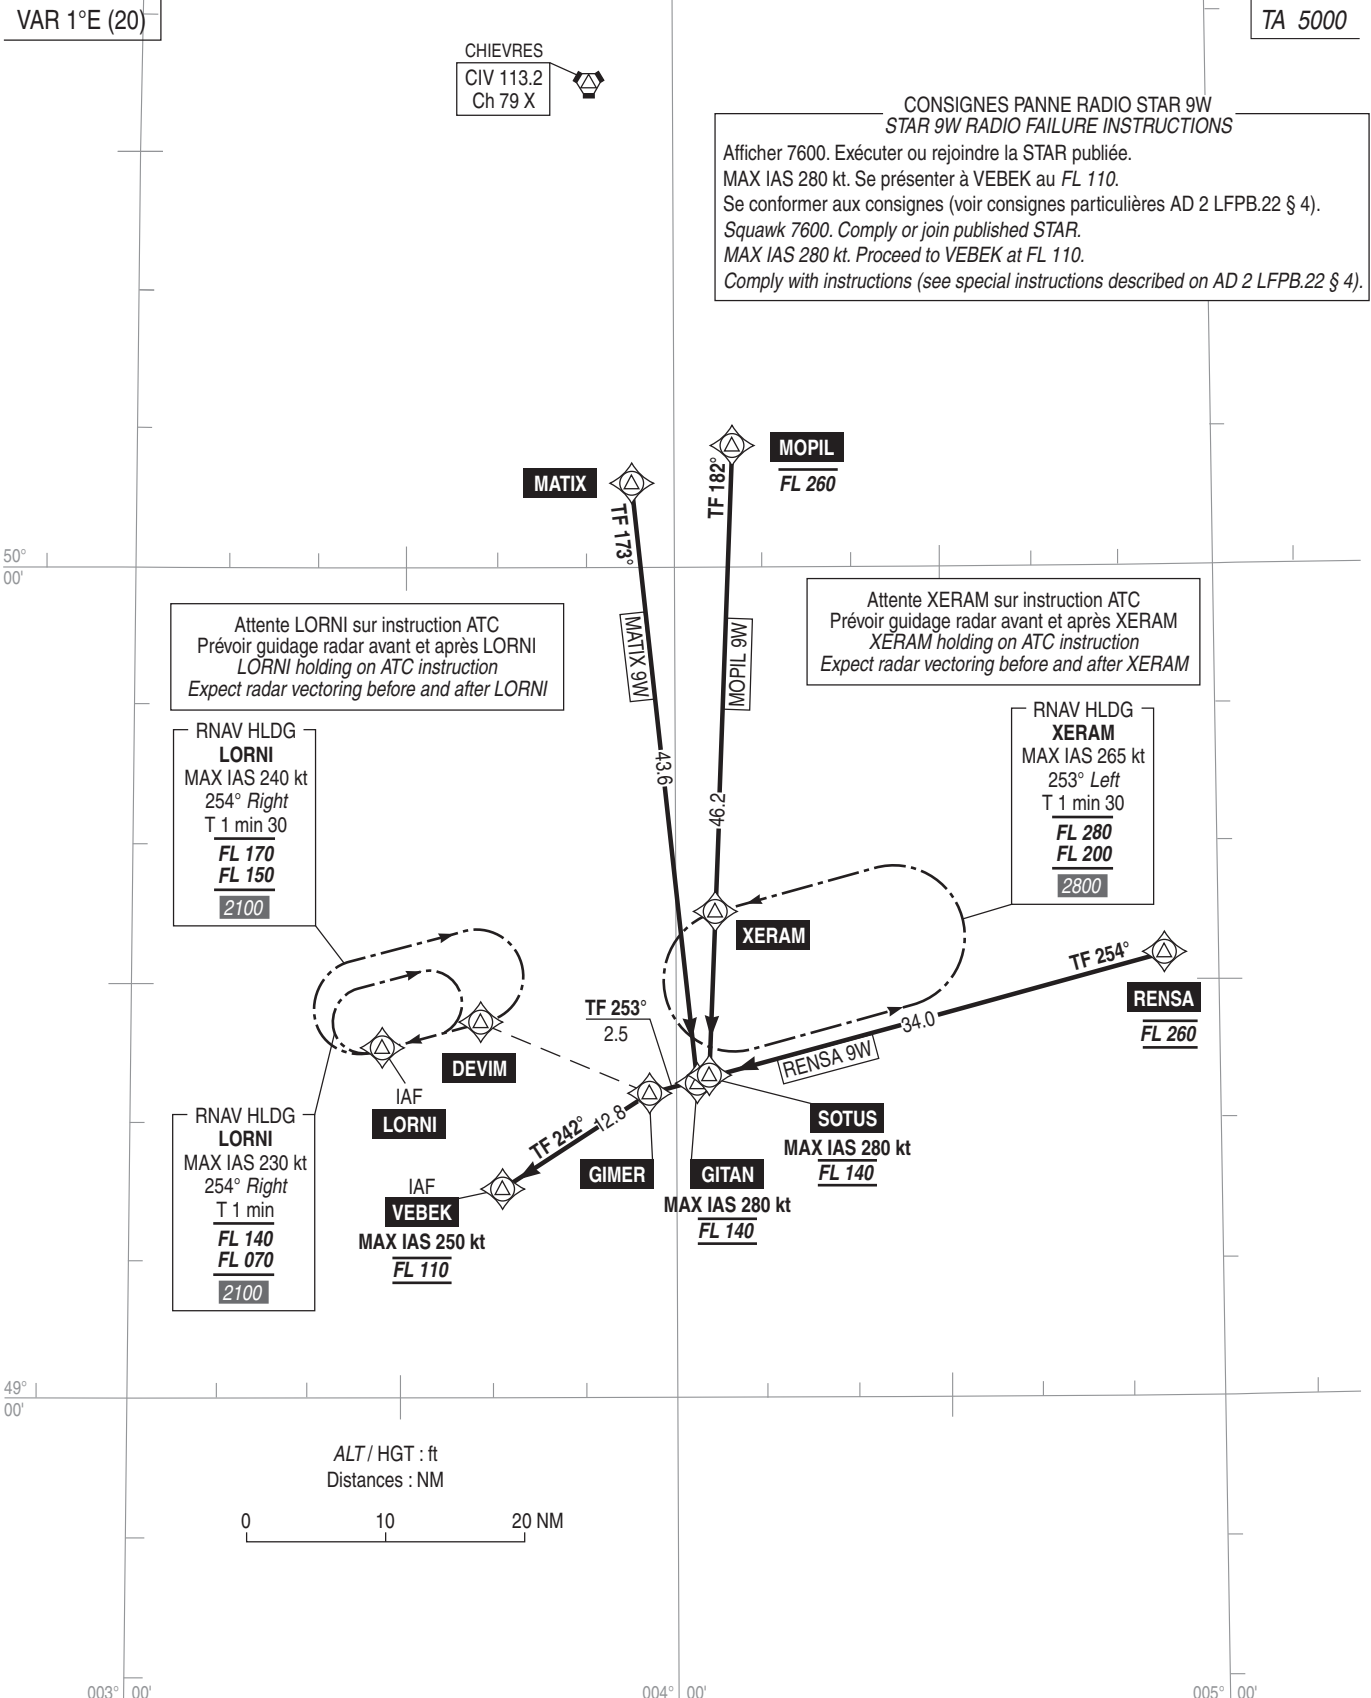 VAR 1°E (20)
TA 5000
CHIEVRES
CIV 113.2
Ch 79 X
CONSIGNES PANNE RADIO STAR 9W
STAR 9W RADIO FAILURE INSTRUCTIONS
Afficher 7600. Exécuter ou rejoindre la STAR publiée.
MAX IAS 280 kt. Se présenter à VEBEK au FL 110.
Se conformer aux consignes (voir consignes particulières AD 2 LFPB.22 § 4).
Squawk 7600. Comply or join published STAR.
MAX IAS 280 kt. Proceed to VEBEK at FL 110.
Comply with instructions (see special instructions described on AD 2 LFPB.22 § 4).
MOPIL
FL 260
MATIX
TF 182°
TF 173°
50°
00'
Attente LORNI sur instruction ATC
Prévoir guidage radar avant et après LORNI
LORNI holding on ATC instruction
Expect radar vectoring before and after LORNI
Attente XERAM sur instruction ATC
Prévoir guidage radar avant et après XERAM
XERAM holding on ATC instruction
Expect radar vectoring before and after XERAM
MATIX 9W
MOPIL 9W
43.6
46.2
RNAV HLDG
LORNI
MAX IAS 240 kt
254° Right
T 1 min 30
FL 170
FL 150
2100
RNAV HLDG
XERAM
MAX IAS 265 kt
253° Left
T 1 min 30
FL 280
FL 200
2800
XERAM
TF 254°
RENSA
FL 260
34.0
RENSA 9W
TF 253°
2.5
DEVIM
IAF
LORNI
TF 242°
12.8
SOTUS
MAX IAS 280 kt
FL 140
GIMER
GITAN
MAX IAS 280 kt
FL 140
IAF
VEBEK
MAX IAS 250 kt
FL 110
RNAV HLDG
LORNI
MAX IAS 230 kt
254° Right
T 1 min
FL 140
FL 070
2100
49°
00'
ALT / HGT : ft
Distances : NM
0 10 20 NM
003° 00'
004° 00'
005° 00'